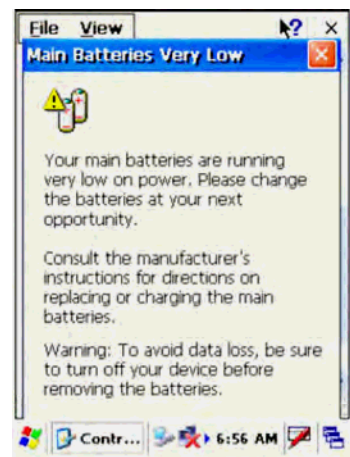 File View ?
Main Batteries Very Low
Your main batteries are running
very low on power. Please change
the batteries at your next
opportunity.
Consult the manufacturer's
instructions for directions on
replacing or charging the main
batteries.
Warning: To avoid data loss, be sure
to turn off your device before
removing the batteries.
Contr... 6:56 AM